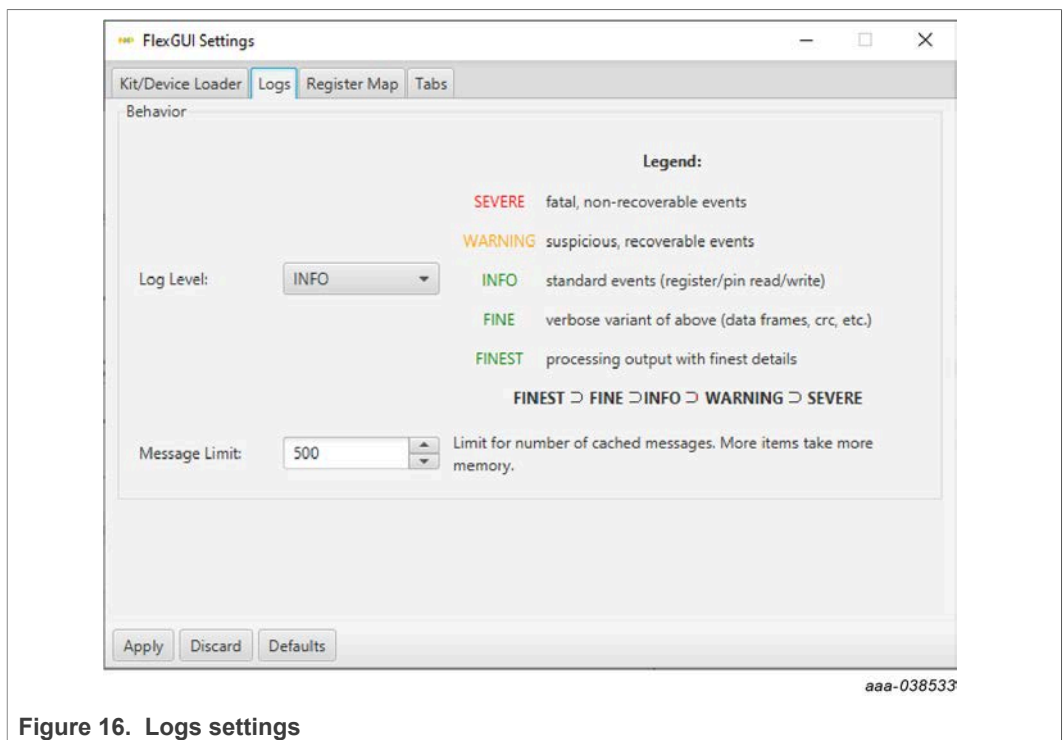 FlexGUI Settings
Kit/Device Loader Logs Register Map Tabs
Behavior
Legend:
SEVERE fatal, non-recoverable events
WARNING suspicious, recoverable events
Log Level: INFO INFO standard events (register/pin read/write)
FINE verbose variant of above (data frames, crc, etc.)
FINEST processing output with finest details
FINEST ⊃ FINE ⊃INFO ⊃ WARNING ⊃ SEVERE
Message Limit: 500 Limit for number of cached messages. More items take more
memory.
Apply Discard Defaults
aaa-038533
Figure 16. Logs settings